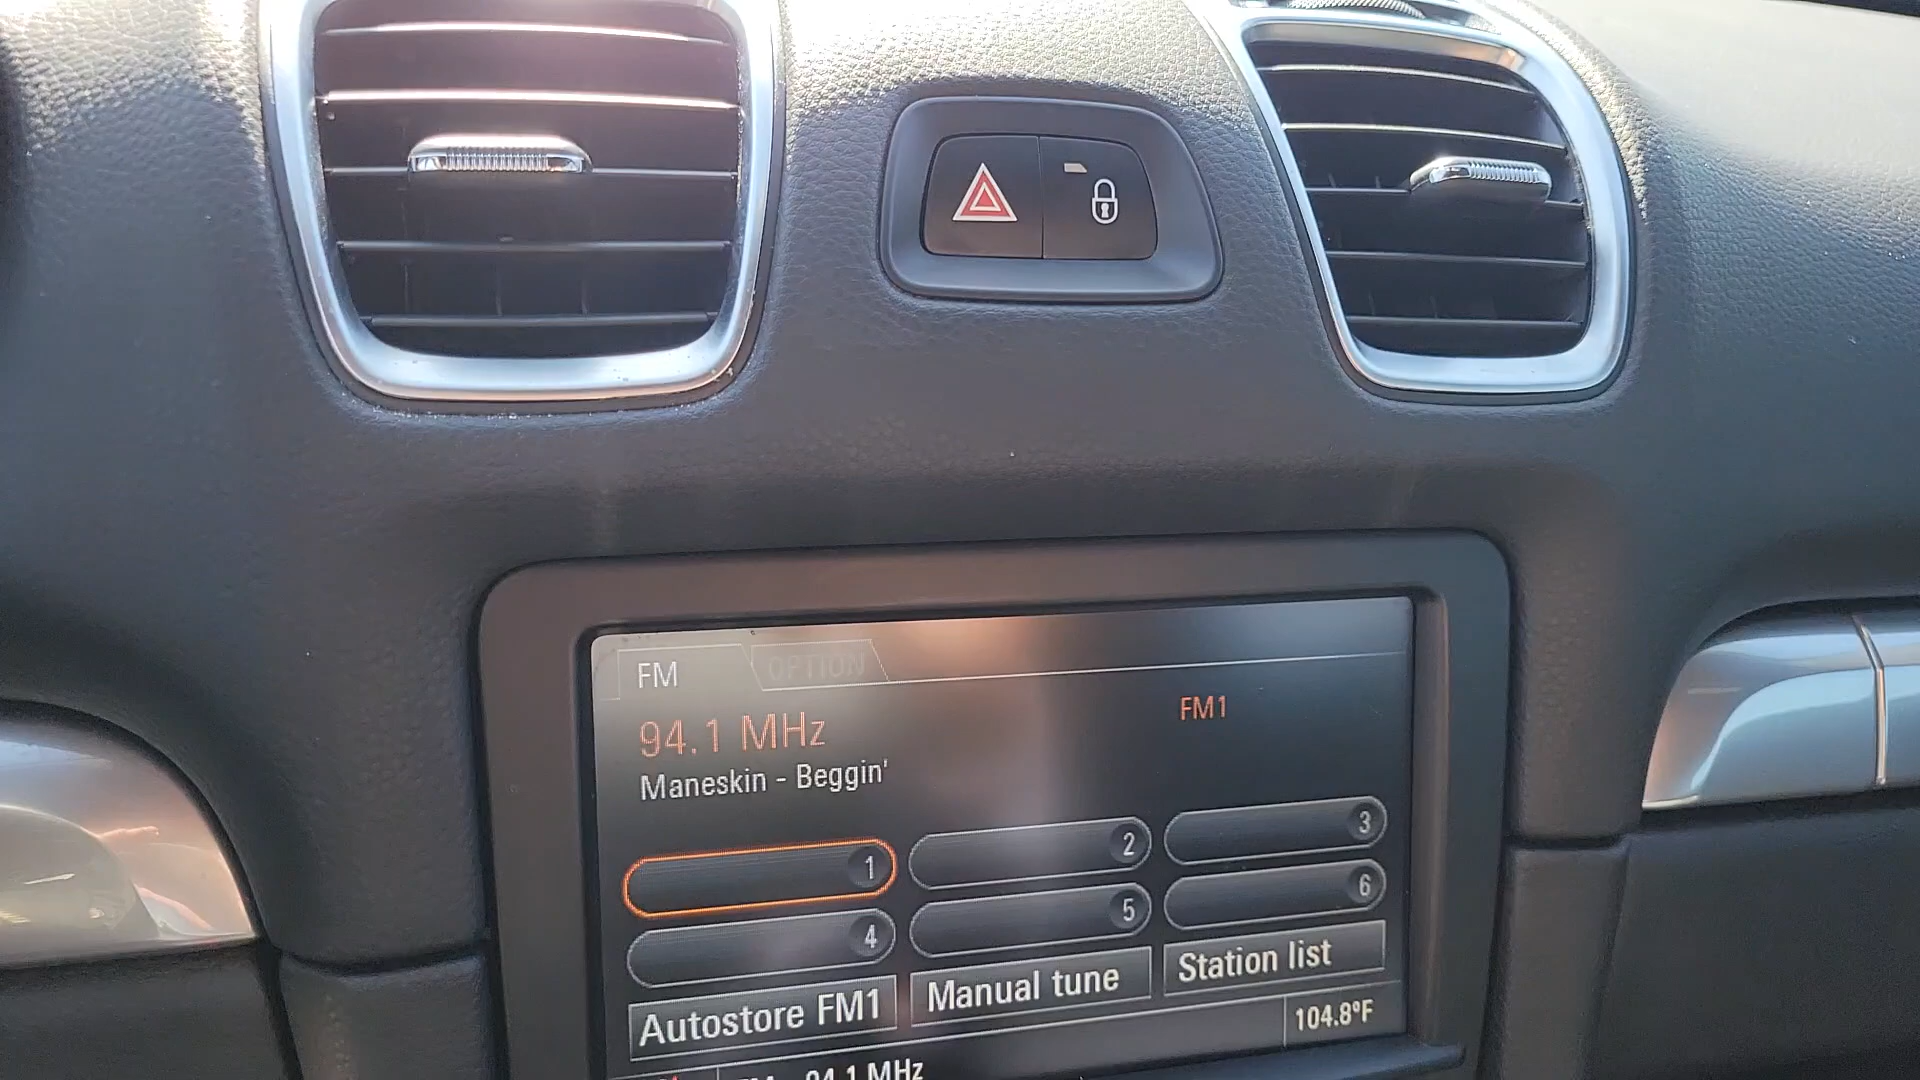 FM OPTION
94.1 MHz FM1
Maneskin - Beggin'
1 2 3
4 5 6
Autostore FM1 Manual tune Station list
104.8°F
FM - 94.1 MHz